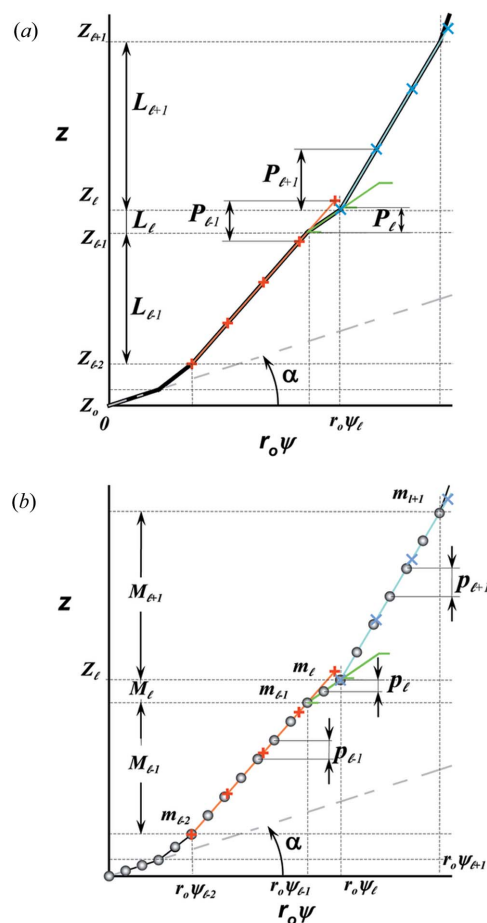 (a)
Z_{ℓ+1}
L_{ℓ+1}
z
P_{ℓ+1}
Z_ℓ
L_ℓ
P_{ℓ-1}
P_ℓ
Z_{ℓ-1}
L_{ℓ-1}
Z_{ℓ-2}
α
Z_o
0
r_oψ_ℓ
r_oψ
(b)
m_{l+1}
M_{ℓ+1}
z
p_{ℓ+1}
Z_ℓ
m_ℓ
M_ℓ
m_{ℓ-1}
p_ℓ
M_{ℓ-1}
p_{ℓ-1}
m_{ℓ-2}
α
r_oψ_{ℓ+1}
r_oψ_{ℓ-2}
r_oψ_{ℓ-1}
r_oψ_ℓ
r_oψ